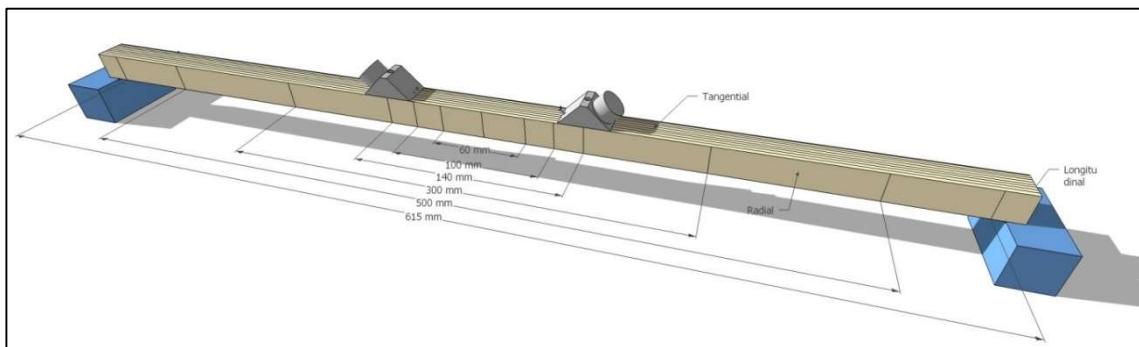 Tangential
60 mm
100 mm
140 mm
300 mm
500 mm
615 mm
Radial
Longitu
dinal